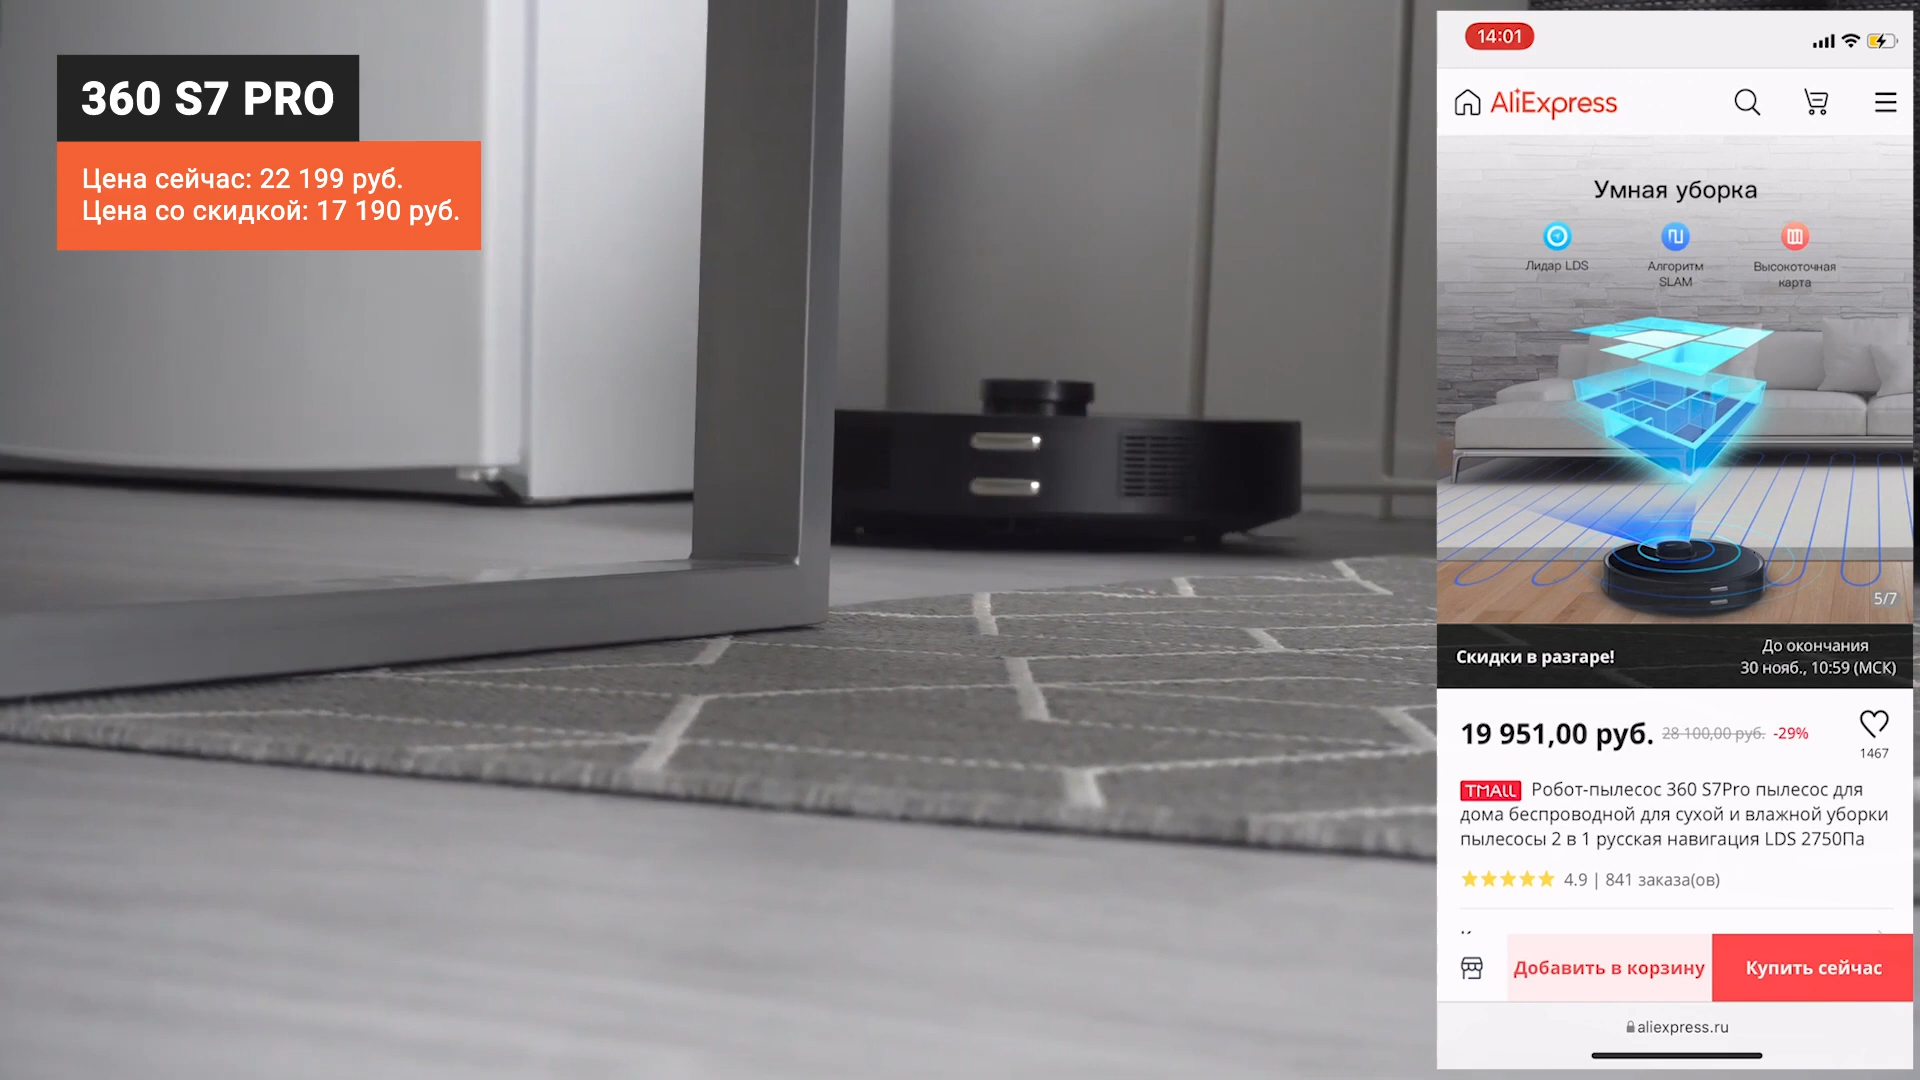 360 S7 PRO
Цена сейчас: 22 199 руб.
Цена со скидкой: 17 190 руб.
14:01
AliExpress
Умная уборка
Лидар LDS
Алгоритм
SLAM
Высокоточная
карта
5/7
Скидки в разгаре!
До окончания
30 нояб., 10:59 (МСК)
19 951,00 руб. 28 100,00 руб. -29%
1467
TMALL Робот-пылесос 360 S7Pro пылесос для
дома беспроводной для сухой и влажной уборки
пылесосы 2 в 1 русская навигация LDS 2750Па
4.9 | 841 заказа(ов)
Добавить в корзину
Купить сейчас
aliexpress.ru